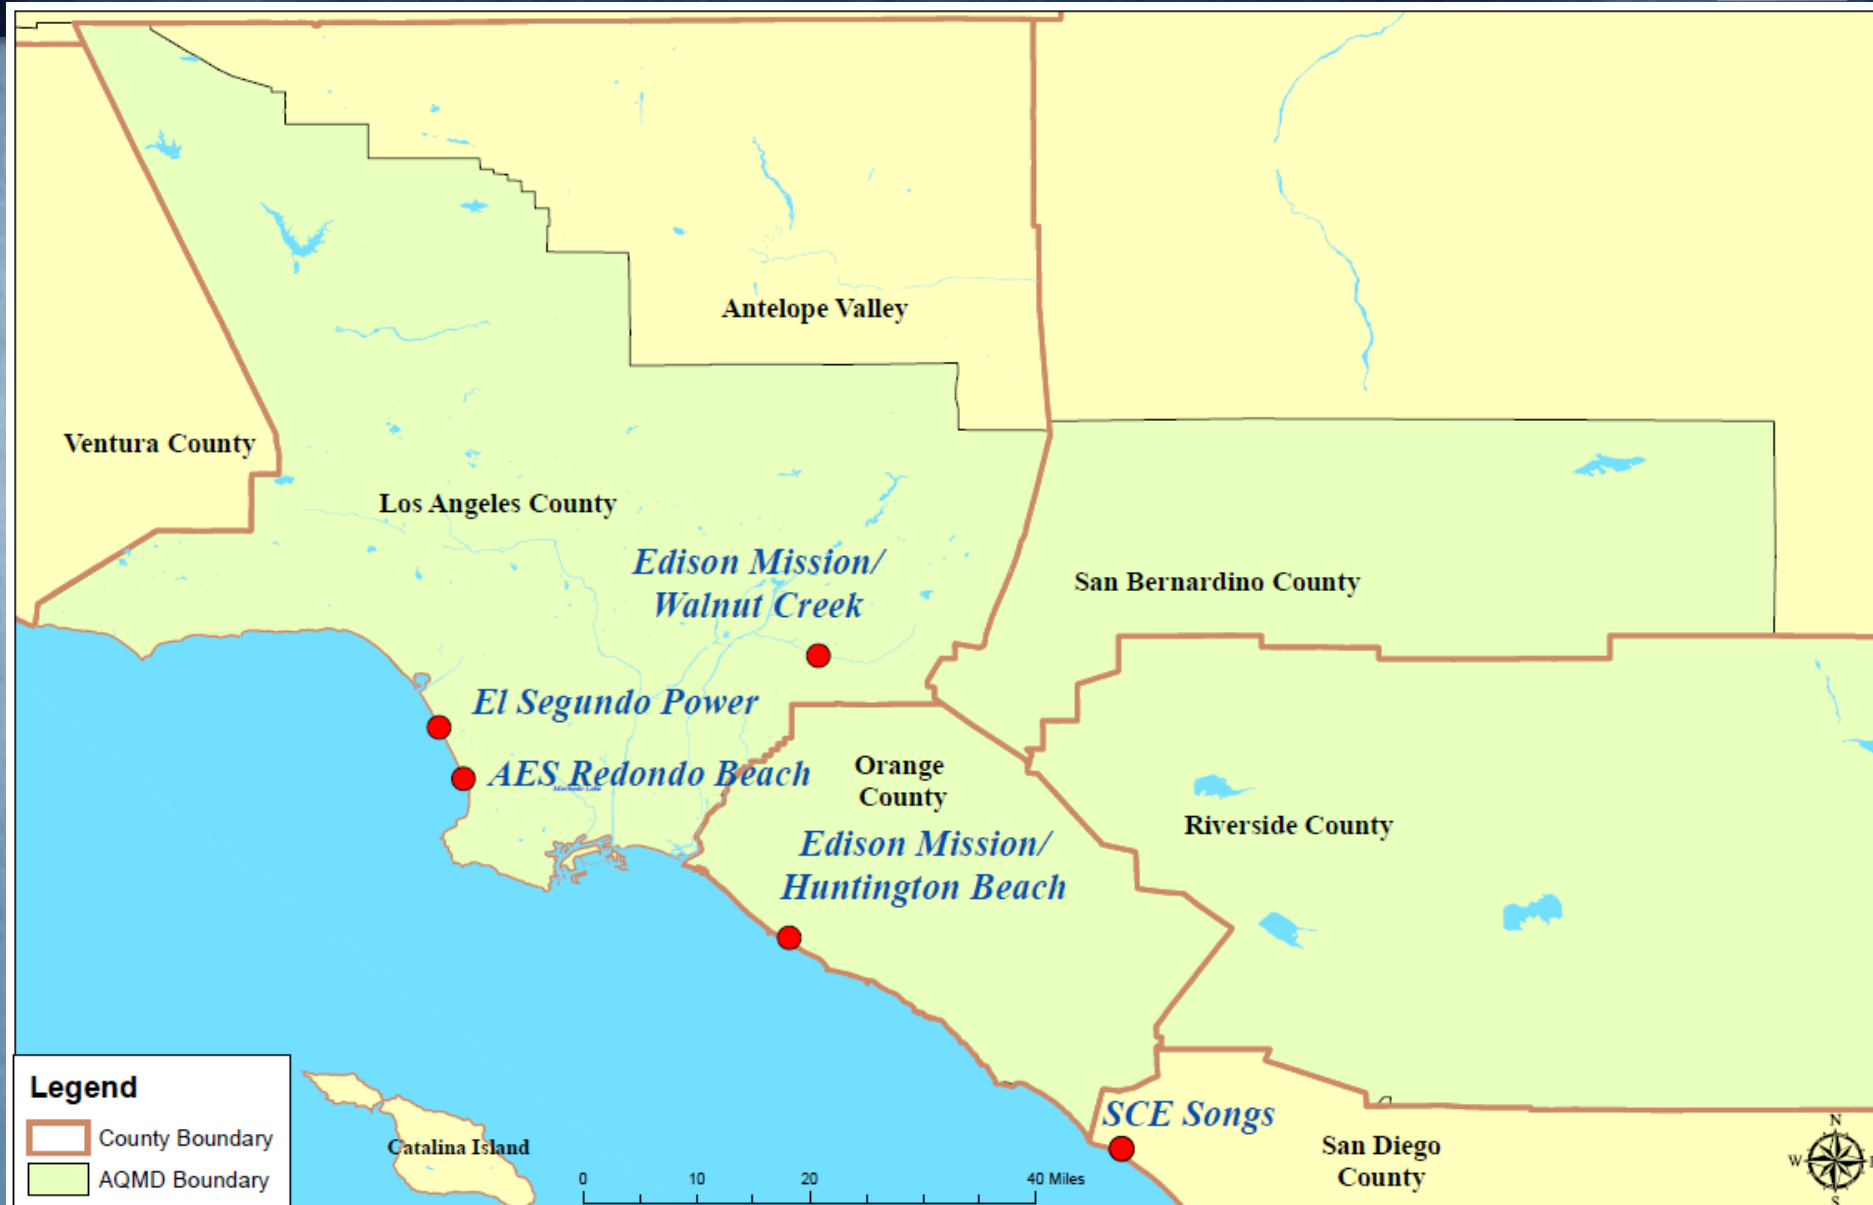 Antelope Valley
Ventura County
Los Angeles County
Edison Mission/
Walnut Creek
San Bernardino County
El Segundo Power
AES Redondo Beach
Machado Lake
Orange
County
Riverside County
Edison Mission/
Huntington Beach
SCE Songs
San Diego
County
Catalina Island
Legend
County Boundary
AQMD Boundary
0 10 20 40 Miles
N
W E
S